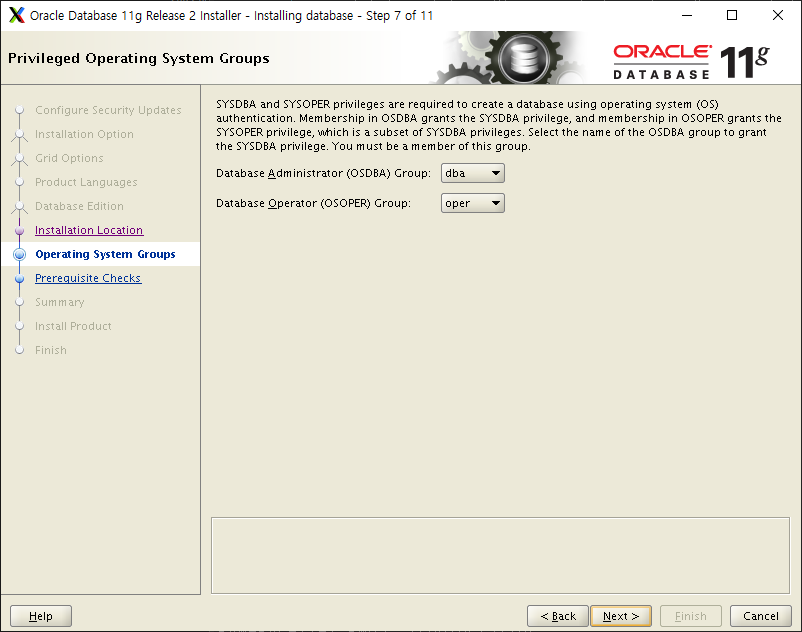 Oracle Database 11g Release 2 Installer - Installing database - Step 7 of 11
Privileged Operating System Groups
ORACLE
DATABASE
11g
Configure Security Updates
Installation Option
Grid Options
Product Languages
Database Edition
Installation Location
Operating System Groups
Prerequisite Checks
Summary
Install Product
Finish
SYSDBA and SYSOPER privileges are required to create a database using operating system (OS)
authentication. Membership in OSDBA grants the SYSDBA privilege, and membership in OSOPER grants the
SYSOPER privilege, which is a subset of SYSDBA privileges. Select the name of the OSDBA group to grant
the SYSDBA privilege. You must be a member of this group.
Database Administrator (OSDBA) Group: dba
Database Operator (OSOPER) Group: oper
Help
< Back
Next >
Finish
Cancel